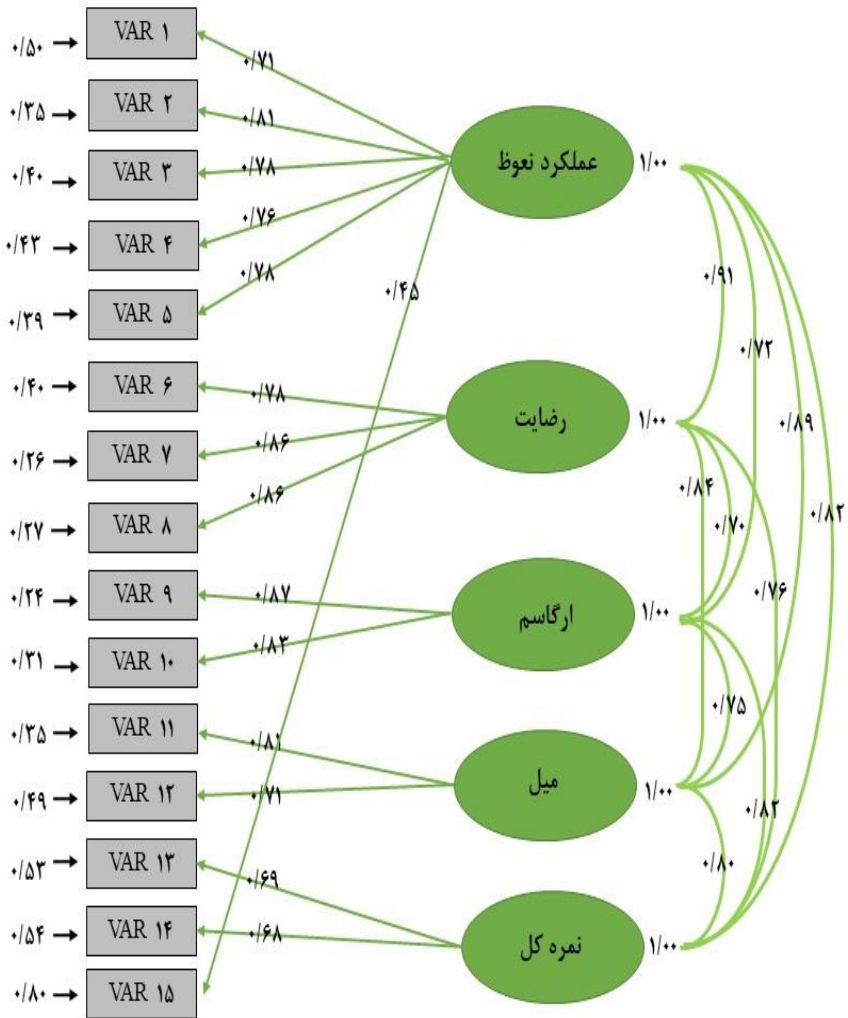 ۰/۵۰ VAR ۱
۰/۷۱
۰/۳۵ VAR ۲
۰/۸۱
عملکرد نعوظ ۱/۰۰
۰/۴۰ VAR ۳
۰/۷۸
۰/۴۳ VAR ۴
۰/۷۶
۰/۳۹ VAR ۵
۰/۷۸
۰/۴۵
۰/۹۱
۰/۷۲
۰/۴۰ VAR ۶
۰/۷۸
رضایت ۱/۰۰
۰/۸۹
۰/۲۶ VAR ۷
۰/۸۶
۰/۲۷ VAR ۸
۰/۸۶
۰/۸۴
۰/۷۰
۰/۸۲
۰/۲۴ VAR ۹
۰/۸۷
ارگاسم ۱/۰۰
۰/۷۶
۰/۳۱ VAR ۱۰
۰/۸۳
۰/۳۵ VAR ۱۱
۰/۸۱
۰/۷۵
۰/۴۹ VAR ۱۲
۰/۷۱
میل ۱/۰۰
۰/۸۲
۰/۵۳ VAR ۱۳
۰/۶۹
۰/۸۰
۰/۵۴ VAR ۱۴
۰/۶۸
نمره کل ۱/۰۰
۰/۸۰ VAR ۱۵